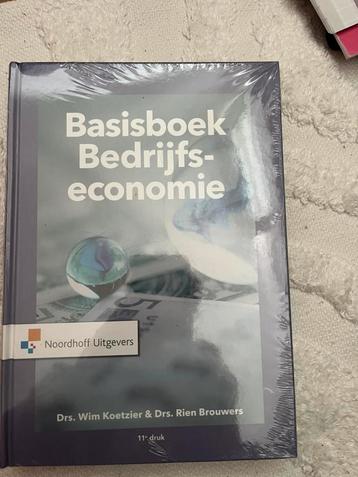 Basisboek
Bedrijfs-
economie
Noordhoff Uitgevers
Drs. Wim Koetzier & Drs. Rien Brouwers
11e druk